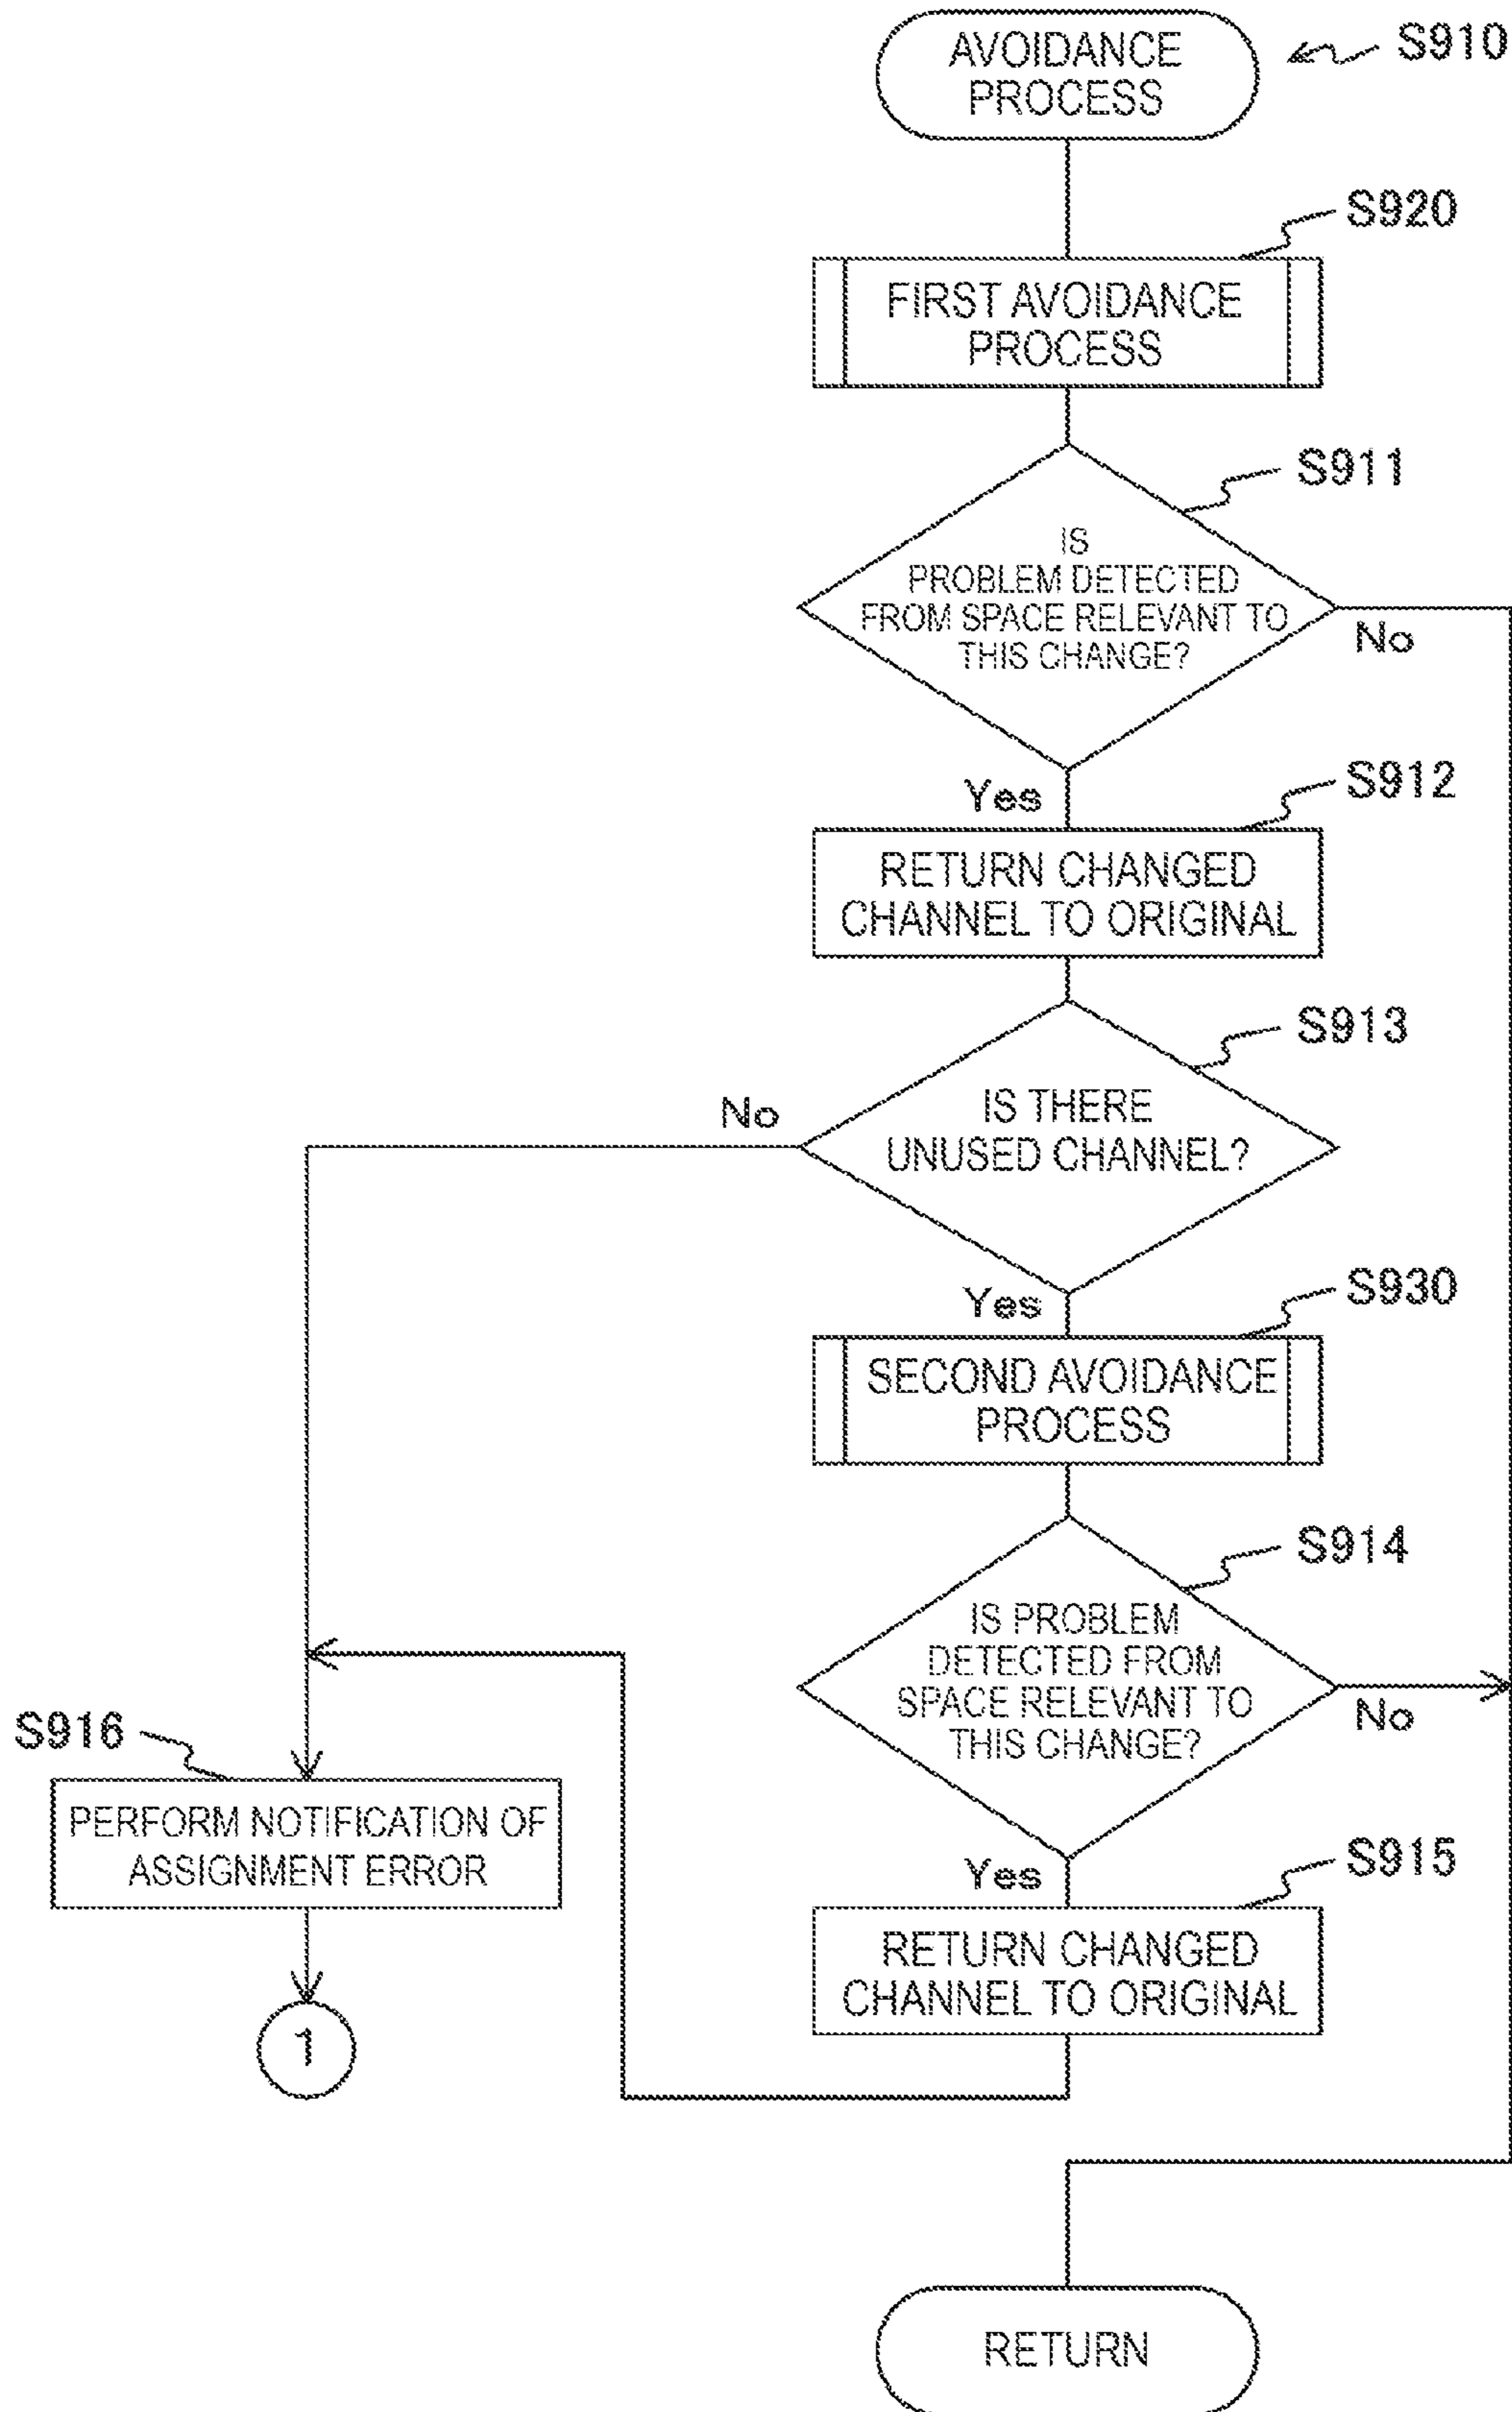 AVOIDANCE
PROCESS
S910
S920
FIRST AVOIDANCE
PROCESS
S911
IS
PROBLEM DETECTED
FROM SPACE RELEVANT TO
THIS CHANGE?
No
Yes
S912
RETURN CHANGED
CHANNEL TO ORIGINAL
S913
IS THERE
UNUSED CHANNEL?
No
Yes
S930
SECOND AVOIDANCE
PROCESS
S914
IS PROBLEM
DETECTED FROM
SPACE RELEVANT TO
THIS CHANGE?
No
Yes
S916
PERFORM NOTIFICATION OF
ASSIGNMENT ERROR
1
S915
RETURN CHANGED
CHANNEL TO ORIGINAL
RETURN